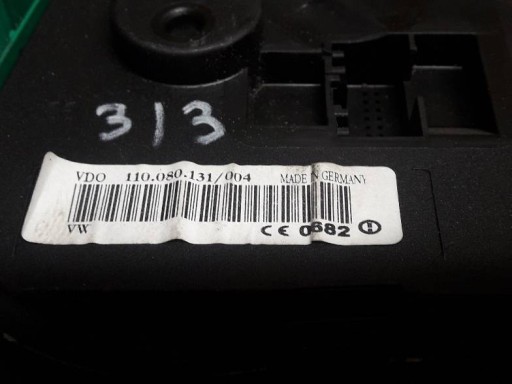 313
VDO 110.080.131/004 MADE IN GERMANY
VW CE 0682